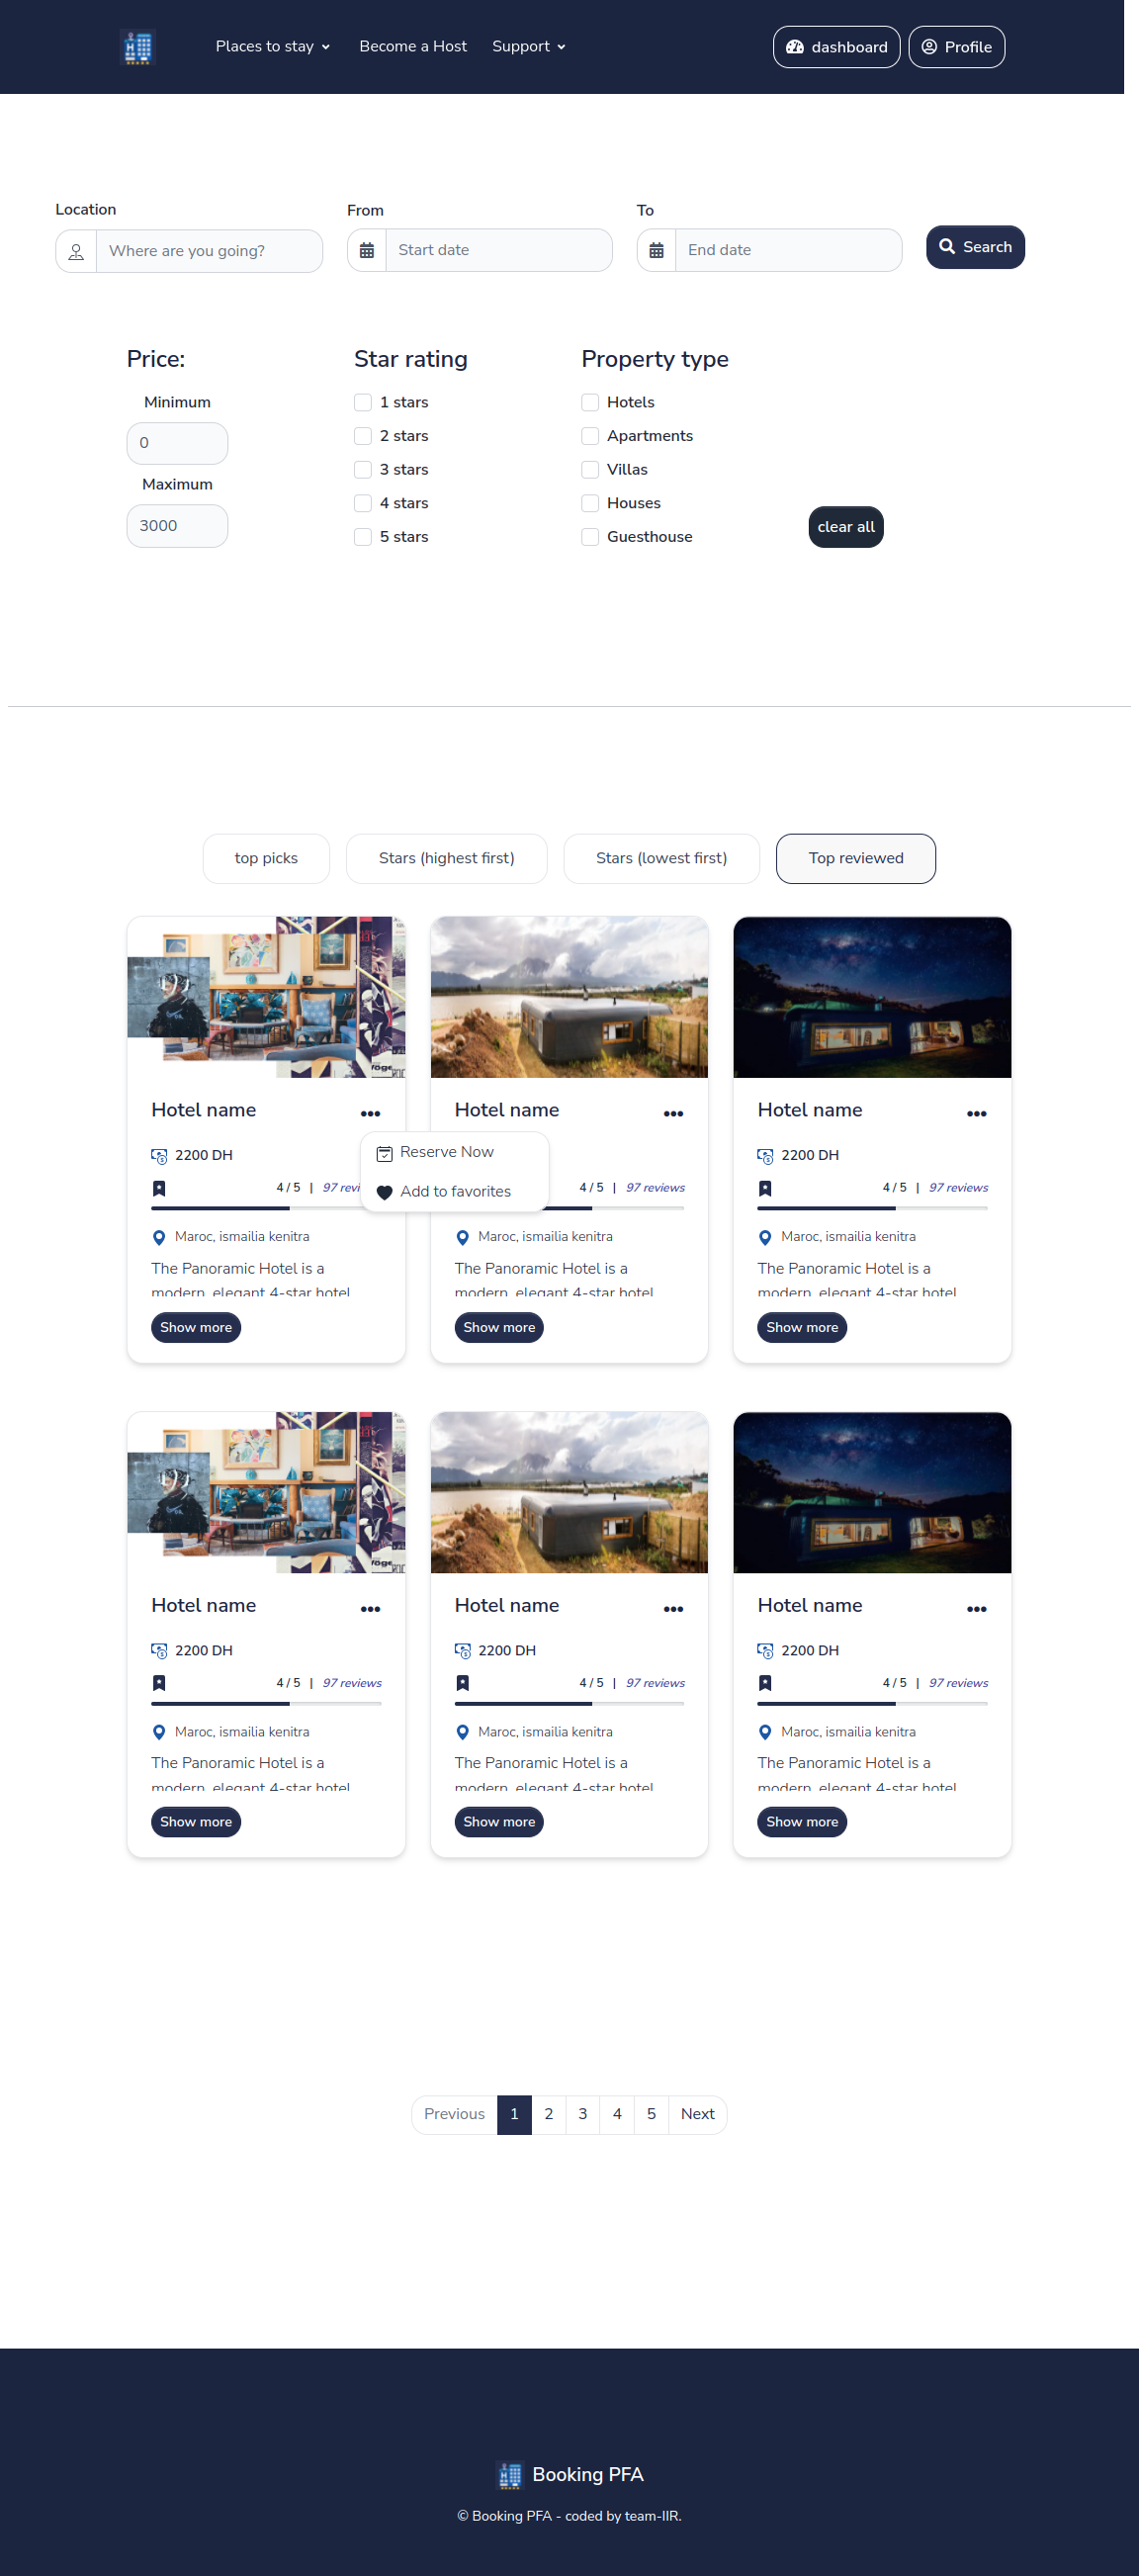 Places to stay Become a Host Support dashboard Profile
Location From To
Where are you going? Start date End date Search
Price: Star rating Property type
Minimum 1 stars Hotels
0 2 stars Apartments
Maximum 3 stars Villas
3000 4 stars Houses
5 stars Guesthouse clear all
top picks Stars (highest first) Stars (lowest first) Top reviewed
Hotel name Hotel name Hotel name
2200 DH Reserve Now 2200 DH
4 / 5 | 97 Add to favorites 4 / 5 | 97 reviews 4 / 5 | 97 reviews
Maroc, ismailia kenitra Maroc, ismailia kenitra Maroc, ismailia kenitra
The Panoramic Hotel is a The Panoramic Hotel is a The Panoramic Hotel is a
modern, elegant 4-star hotel modern, elegant 4-star hotel modern, elegant 4-star hotel
Show more Show more Show more
Hotel name Hotel name Hotel name
2200 DH 2200 DH 2200 DH
4 / 5 | 97 reviews 4 / 5 | 97 reviews 4 / 5 | 97 reviews
Maroc, ismailia kenitra Maroc, ismailia kenitra Maroc, ismailia kenitra
The Panoramic Hotel is a The Panoramic Hotel is a The Panoramic Hotel is a
modern, elegant 4-star hotel modern, elegant 4-star hotel modern, elegant 4-star hotel
Show more Show more Show more
Previous 1 2 3 4 5 Next
Booking PFA
© Booking PFA - coded by team-IIR.